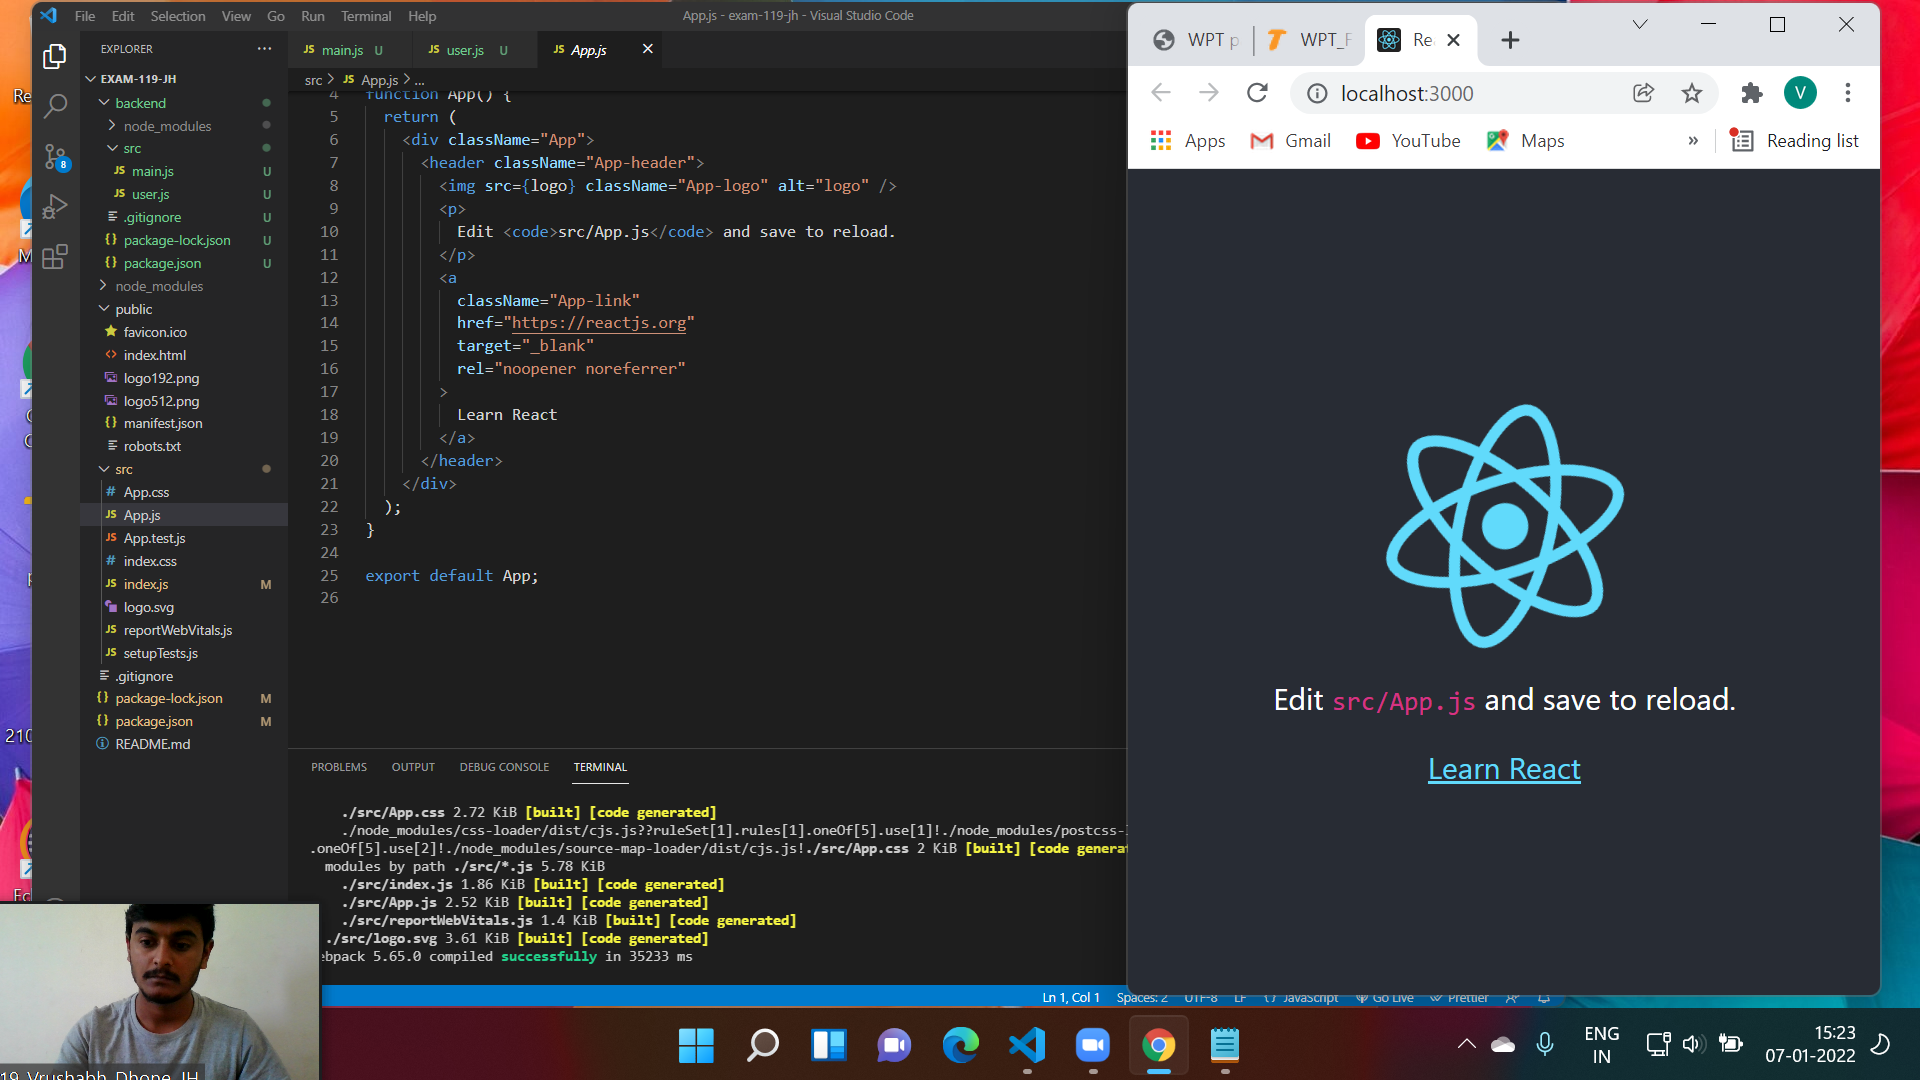 File Edit Selection View Go Run Terminal Help
App.js - exam-119-jh - Visual Studio Code
EXPLORER
EXAM-119-JH
backend
node_modules
src
JS main.js U
JS user.js U
.gitignore U
{} package-lock.json U
{} package.json U
node_modules
public
favicon.ico
<> index.html
logo192.png
logo512.png
{} manifest.json
robots.txt
src
# App.css
JS App.js
JS App.test.js
# index.css
JS index.js M
logo.svg
JS reportWebVitals.js
JS setupTests.js
.gitignore
{} package-lock.json M
{} package.json M
README.md
8
JS main.js U JS user.js U JS App.js
src > JS App.js > ...
4 function App() {
5 return (
6 <div className="App">
7 <header className="App-header">
8 <img src={logo} className="App-logo" alt="logo" />
9 <p>
10 Edit <code>src/App.js</code> and save to reload.
11 </p>
12 <a
13 className="App-link"
14 href="https://reactjs.org"
15 target="_blank"
16 rel="noopener noreferrer"
17 >
18 Learn React
19 </a>
20 </header>
21 </div>
22 );
23 }
24
25 export default App;
26
PROBLEMS OUTPUT DEBUG CONSOLE TERMINAL
./src/App.css 2.72 KiB [built] [code generated]
./node_modules/css-loader/dist/cjs.js??ruleSet[1].rules[1].oneOf[5].use[1]!./node_modules/postcss-
.oneOf[5].use[2]!./node_modules/source-map-loader/dist/cjs.js!./src/App.css 2 KiB [built] [code genera
modules by path ./src/*.js 5.78 KiB
./src/index.js 1.86 KiB [built] [code generated]
./src/App.js 2.52 KiB [built] [code generated]
./src/reportWebVitals.js 1.4 KiB [built] [code generated]
./src/logo.svg 3.61 KiB [built] [code generated]
ebpack 5.65.0 compiled successfully in 35233 ms
Ln 1, Col 1 Spaces: 2 UTF-8 LF {} JavaScript Go Live Prettier
WPT p WPT_F Re
localhost:3000
V
Apps Gmail YouTube Maps » Reading list
Edit src/App.js and save to reload.
Learn React
19_Vrushabh_Dhone_JH
ENG
IN
15:23
07-01-2022